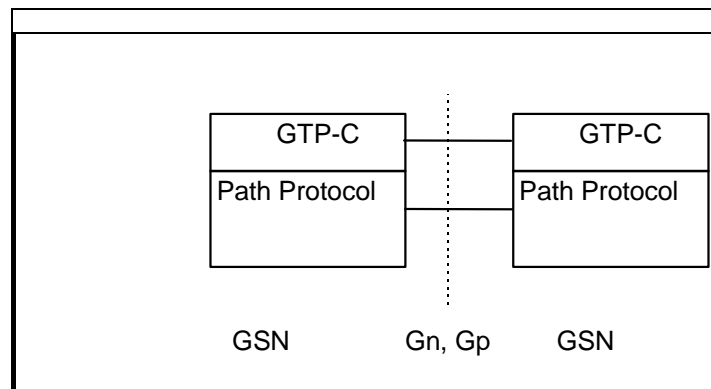 GTP-C GTP-C
Path Protocol Path Protocol
GSN Gn, Gp GSN